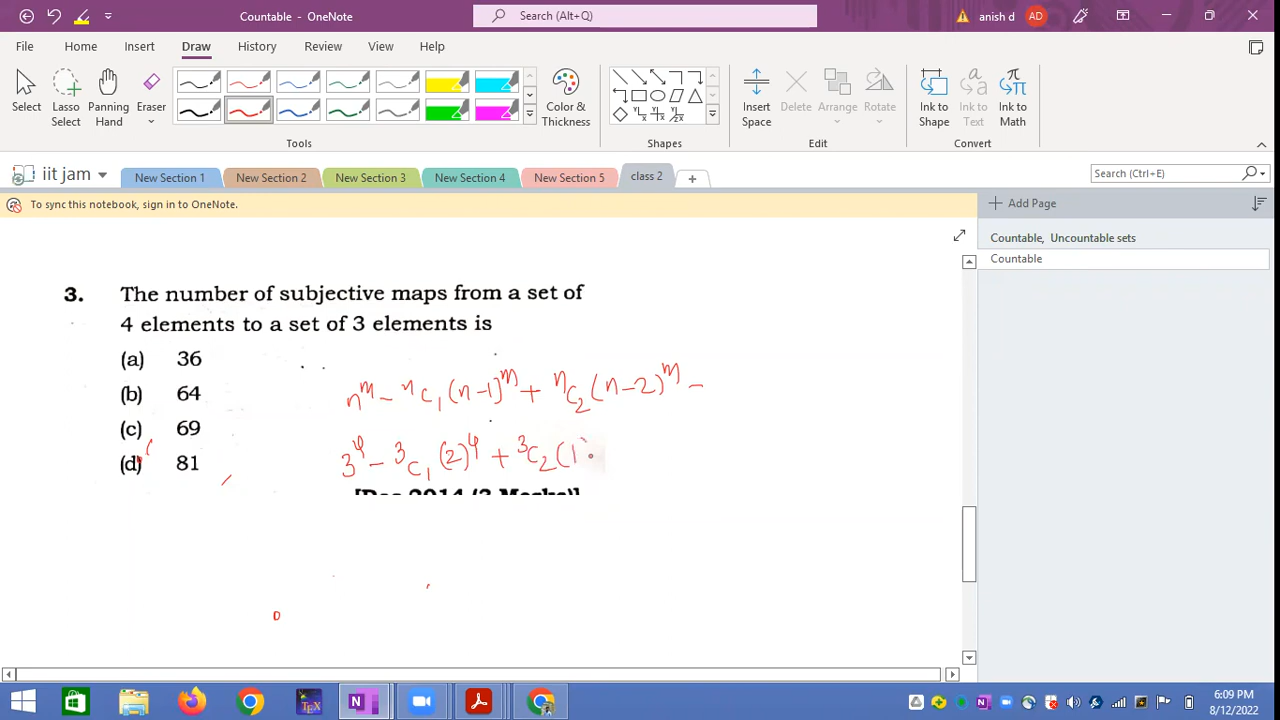 Countable - OneNote
Search (Alt+Q)
anish d
AD
File Home Insert Draw History Review View Help
Select
Lasso Select
Panning Hand
Eraser
Color & Thickness
Insert Space
Delete
Arrange
Rotate
Ink to Shape
Ink to Text
Ink to Math
Tools
Shapes
Edit
Convert
iit jam
New Section 1
New Section 2
New Section 3
New Section 4
New Section 5
class 2
Search (Ctrl+E)
To sync this notebook, sign in to OneNote.
Add Page
Countable, Uncountable sets
Countable
3. The number of subjective maps from a set of
4 elements to a set of 3 elements is
(a) 36
(b) 64
(c) 69
(d) 81
n^m - ⁿC₁(n-1)^m + ⁿC₂(n-2)^m -
3⁴ - ³C₁(2)⁴ + ³C₂(1)
[Dec 2014 (3 Marks)]
6:09 PM
8/12/2022